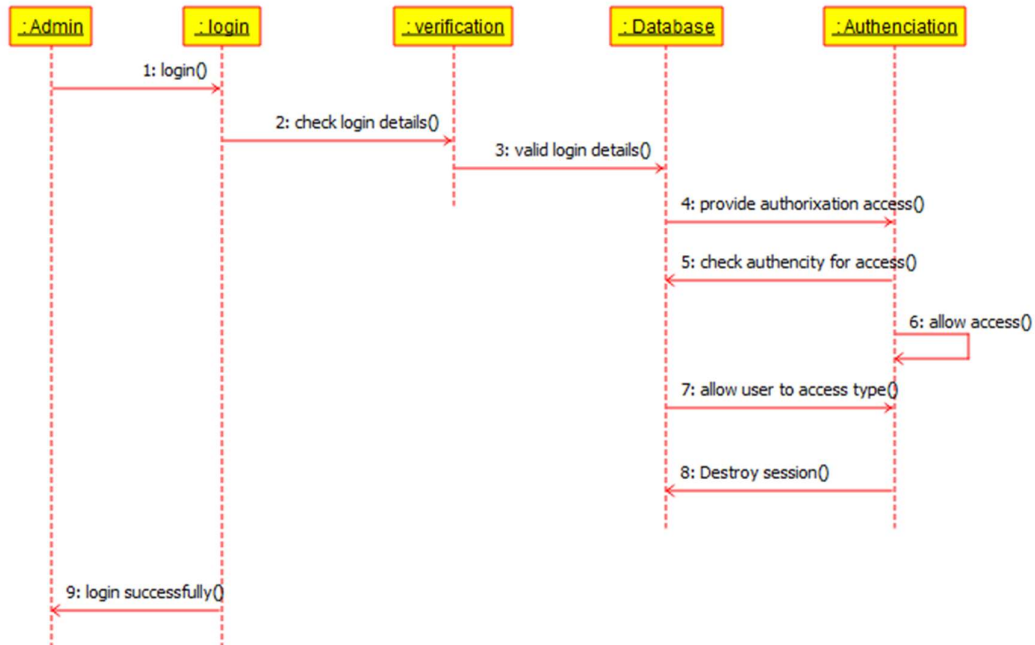 : Admin
: login
: verification
: Database
: Authenciation
1: login()
2: check login details()
3: valid login details()
4: provide authorixation access()
5: check authencity for access()
6: allow access()
7: allow user to access type()
8: Destroy session()
9: login successfully()